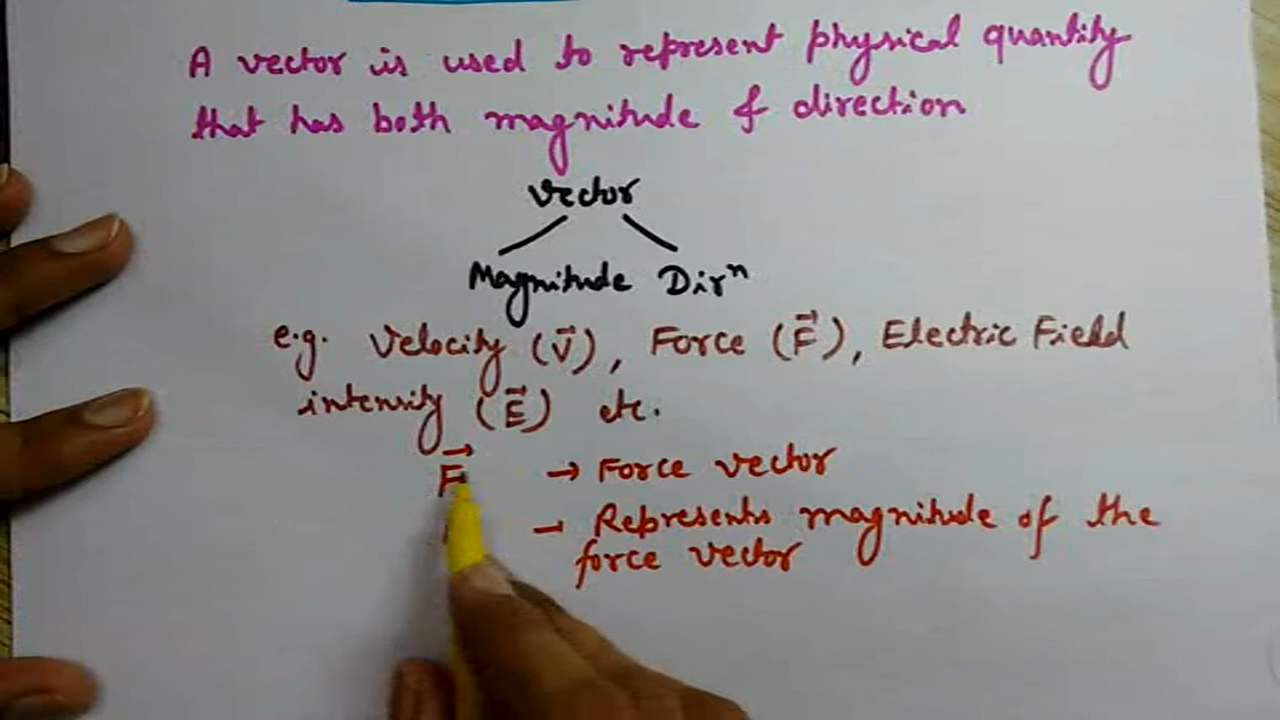 A vector is used to represent physical quantity
that has both magnitude & direction
Vector
Magnitude Dirⁿ
e.g. Velocity (V⃗), Force (F⃗), Electric Field
intensity (E⃗) etc.
F⃗ → Force vector
– Represents magnitude of the
force vector